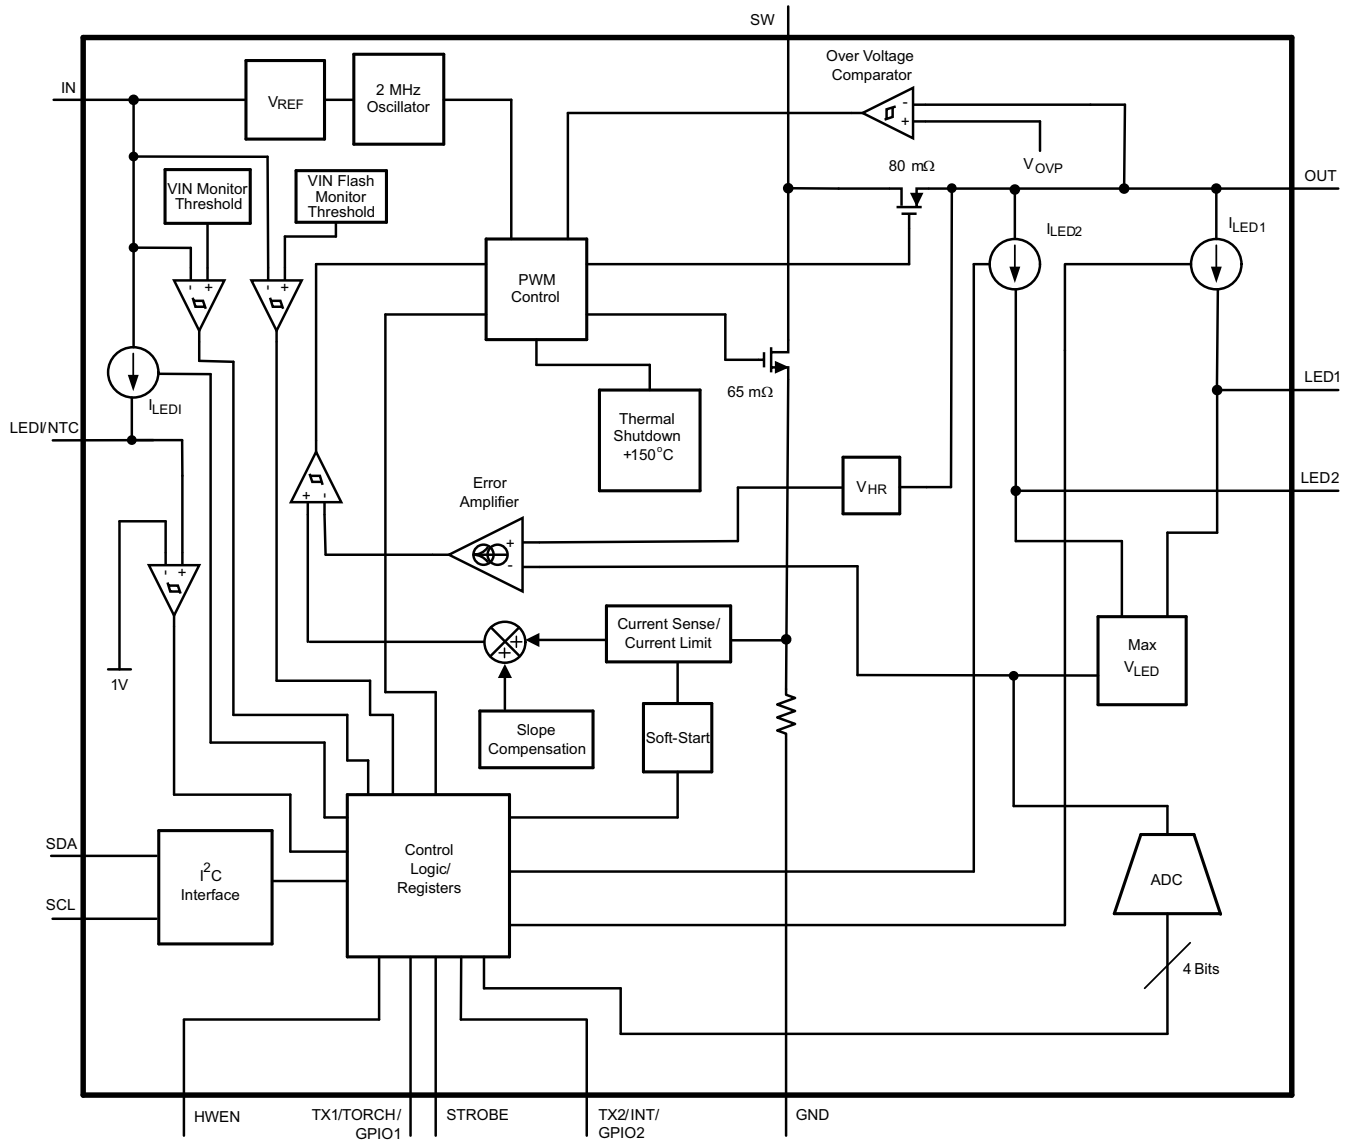 SW
IN
VREF
2 MHz
Oscillator
Over Voltage
Comparator
-
+
VOVP
80 mΩ
OUT
VIN Monitor
Threshold
VIN Flash
Monitor
Threshold
ILED2
ILED1
- +
- +
PWM
Control
ILEDI
65 mΩ
LED1
LEDI/NTC
Thermal
Shutdown
+150°C
+ -
Error
Amplifier
VHR
LED2
+
-
- +
1V
Current Sense/
Current Limit
+
+
Max
VLED
Slope
Compensation
Soft-Start
SDA
SCL
I2C
Interface
Control
Logic/
Registers
ADC
4 Bits
HWEN
TX1/TORCH/
GPIO1
STROBE
TX2/INT/
GPIO2
GND